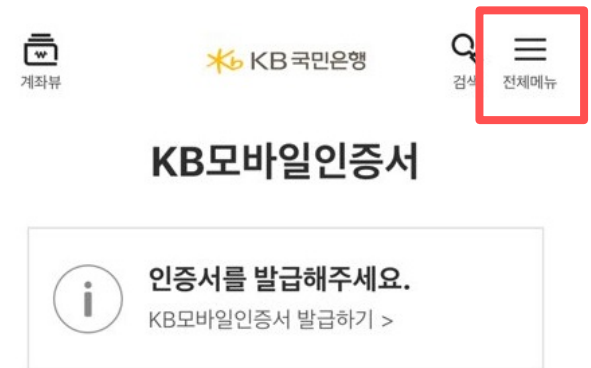 KB국민은행
계좌뷰
검색
전체메뉴
KB모바일인증서
인증서를 발급해주세요.
KB모바일인증서 발급하기 >